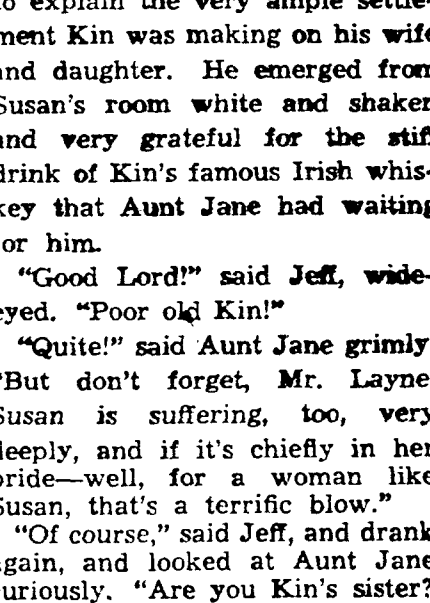 to explain the very ample settle-
ment Kin was making on his wife
and daughter. He emerged from
Susan's room white and shaken
and very grateful for the stiff
drink of Kin's famous Irish whis-
key that Aunt Jane had waiting
for him.
"Good Lord!" said Jeff, wide-
eyed. "Poor old Kin!"
"Quite!" said Aunt Jane grimly
"But don't forget, Mr. Layne
Susan is suffering, too, very
deeply, and if it's chiefly in her
pride—well, for a woman like
Susan, that's a terrific blow."
"Of course," said Jeff, and drank
again, and looked at Aunt Jane
curiously. "Are you Kin's sister?